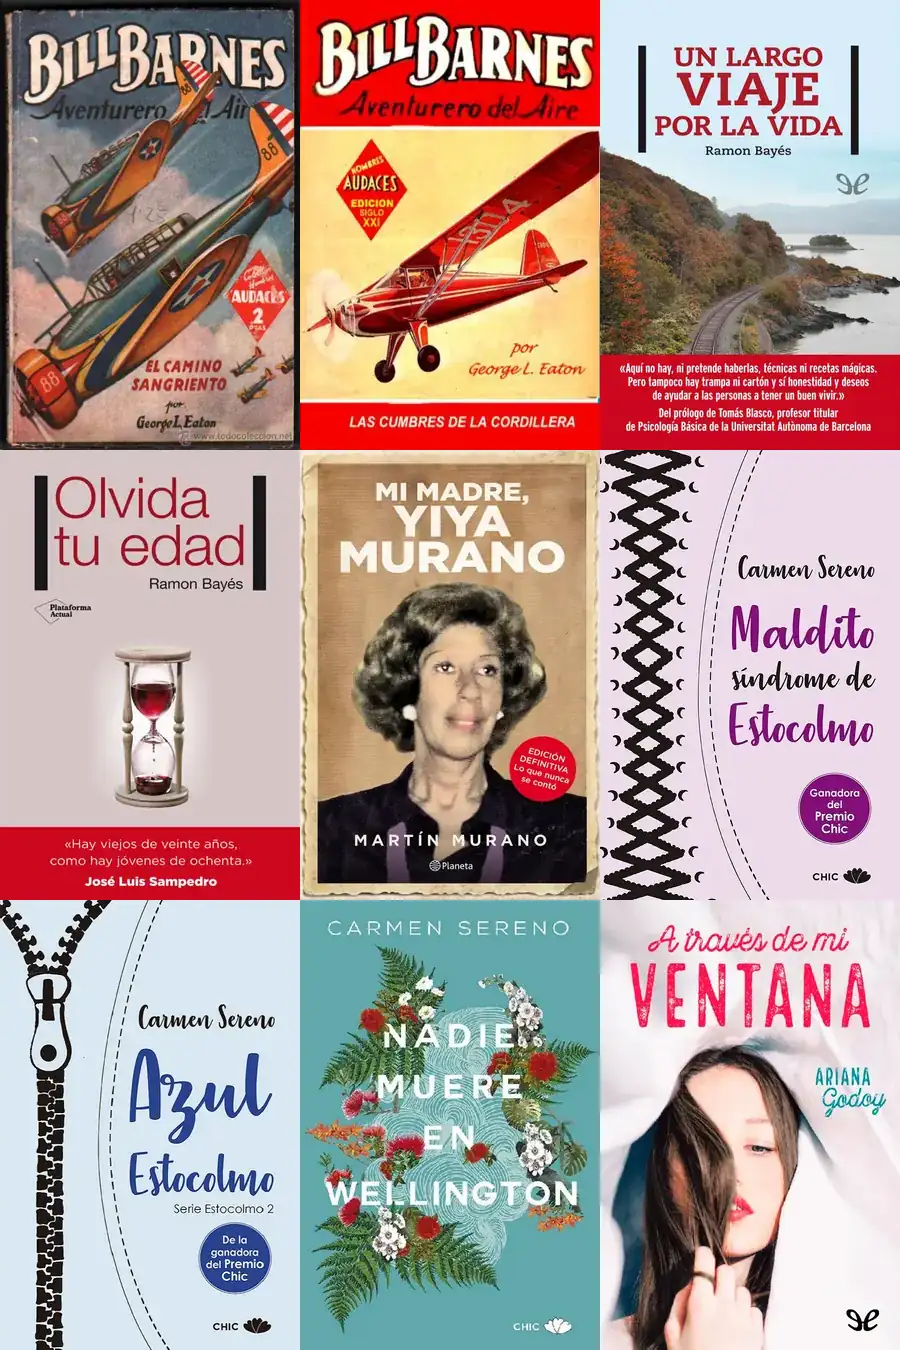 BILL BARNES
Aventurero del Aire
88
88
AUDACES
2
PTAS
EL CAMINO
SANGRIENTO
por
George L. Eaton
88
www.todocoleccion.net
BILL BARNES
Aventurero del Aire
HOMBRES
AUDACES
EDICION
SIGLO
XXI
por
George L. Eaton
LAS CUMBRES DE LA CORDILLERA
UN LARGO
VIAJE
POR LA VIDA
Ramon Bayés
«Aquí no hay, ni pretende haberlas, técnicas ni recetas mágicas.
Pero tampoco hay trampa ni cartón y sí honestidad y deseos
de ayudar a las personas a tener un buen vivir.»
Del prólogo de Tomás Blasco, profesor titular
de Psicología Básica de la Universitat Autònoma de Barcelona
Olvida
tu edad
Ramon Bayés
Plataforma
Actual
«Hay viejos de veinte años,
como hay jóvenes de ochenta.»
José Luis Sampedro
MI MADRE,
YIYA
MURANO
EDICIÓN
DEFINITIVA
Lo que nunca
se contó
MARTÍN MURANO
Planeta
Carmen Sereno
Maldito
síndrome de
Estocolmo
Ganadora
del
Premio
Chic
CHIC
Carmen Sereno
Azul
Estocolmo
Serie Estocolmo 2
De la
ganadora
del Premio
Chic
CHIC
CARMEN SERENO
NADIE
MUERE
EN
WELLINGTON
CHIC
A través de mi
VENTANA
ARIANA
Godoy